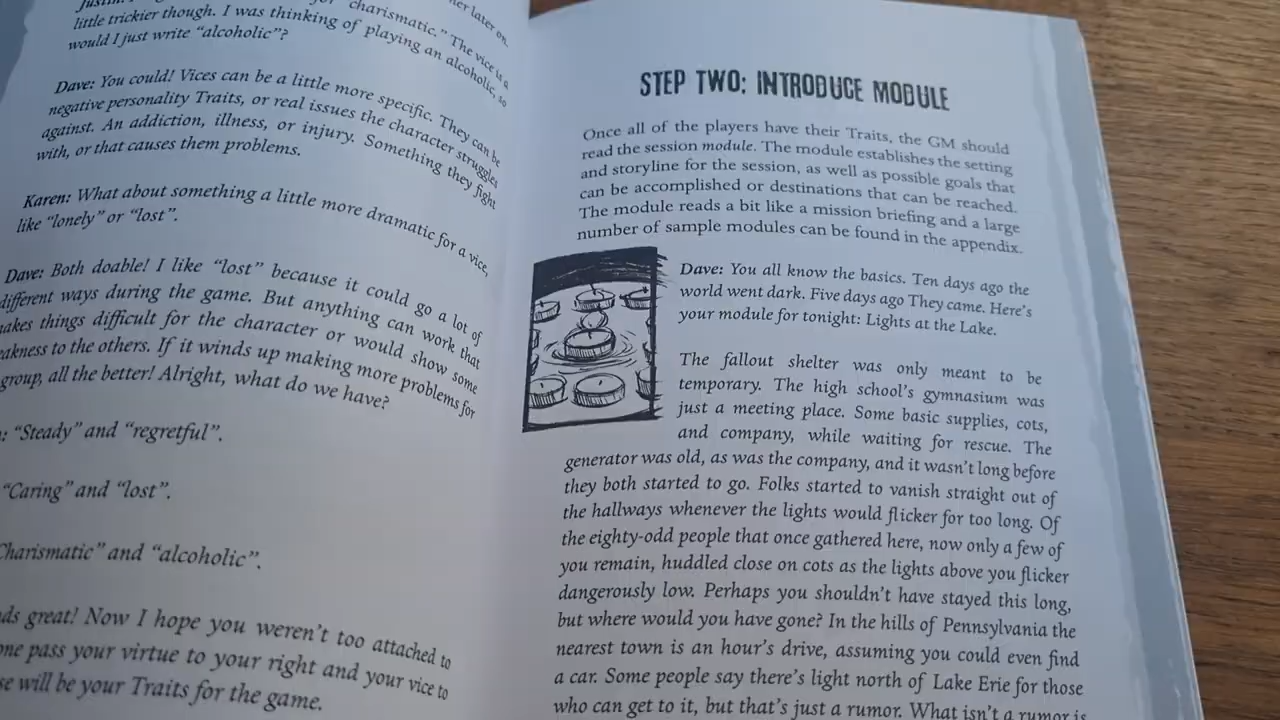 little trickier though. I was thinking of playing an alcoholic, so
would I just write “alcoholic”?
charismatic.” The vice is a
later on.
Dave: You could! Vices can be a little more specific. They can be
negative personality Traits, or real issues the character struggles
against. An addiction, illness, or injury. Something they fight
with, or that causes them problems.
Karen: What about something a little more dramatic for a vice,
like “lonely” or “lost”.
Dave: Both doable! I like “lost” because it could go a lot of
different ways during the game. But anything can work that
makes things difficult for the character or would show some
to the others. If it winds up making more problems for
group, all the better! Alright, what do we have?
“Steady” and “regretful”.
“Caring” and “lost”.
Charismatic” and “alcoholic”.
great! Now I hope you weren’t too attached to
pass your virtue to your right and your vice to
will be your Traits for the game.
STEP TWO: INTRODUCE MODULE
Once all of the players have their Traits, the GM should
read the session module. The module establishes the setting
and storyline for the session, as well as possible goals that
can be accomplished or destinations that can be reached.
The module reads a bit like a mission briefing and a large
number of sample modules can be found in the appendix.
Dave: You all know the basics. Ten days ago the
world went dark. Five days ago They came. Here’s
your module for tonight: Lights at the Lake.
The fallout shelter was only meant to be
temporary. The high school’s gymnasium was
just a meeting place. Some basic supplies, cots,
and company, while waiting for rescue. The
generator was old, as was the company, and it wasn’t long before
they both started to go. Folks started to vanish straight out of
the hallways whenever the lights would flicker for too long. Of
the eighty-odd people that once gathered here, now only a few of
you remain, huddled close on cots as the lights above you flicker
dangerously low. Perhaps you shouldn’t have stayed this long,
but where would you have gone? In the hills of Pennsylvania the
nearest town is an hour’s drive, assuming you could even find
a car. Some people say there’s light north of Lake Erie for those
who can get to it, but that’s just a rumor. What isn’t a rumor is